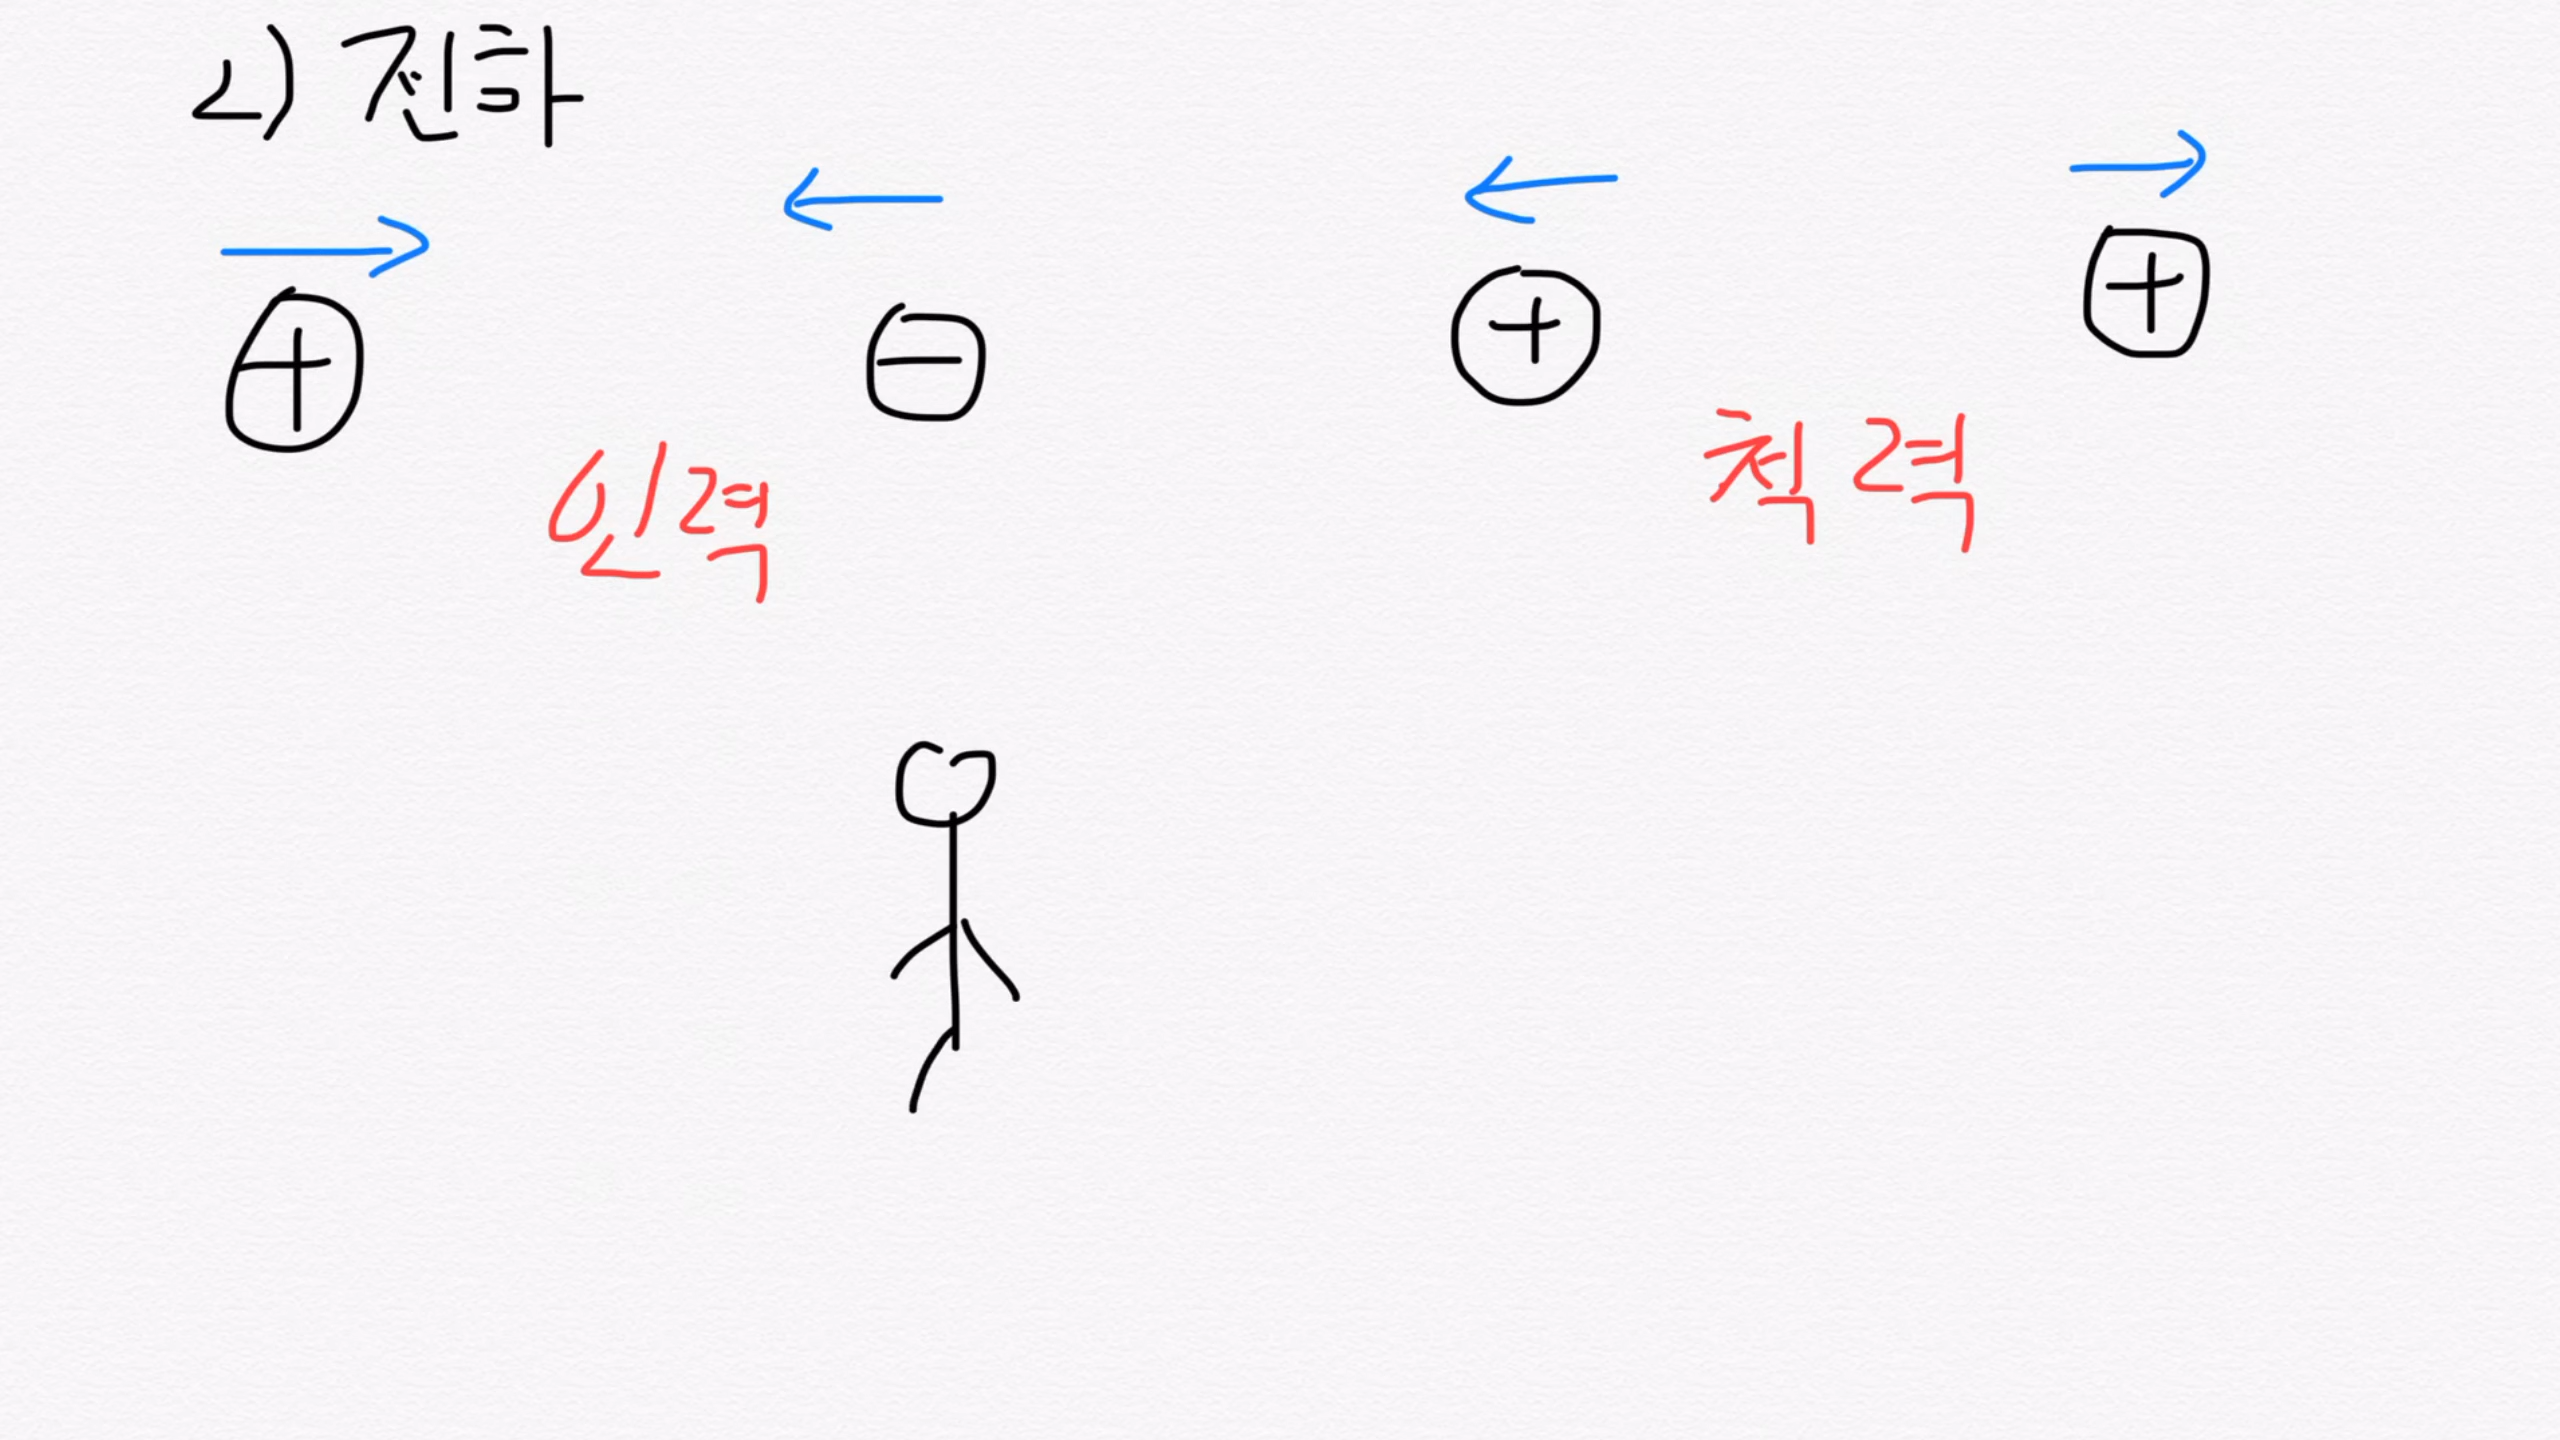 2) 전하
+ - + +
인력 척력